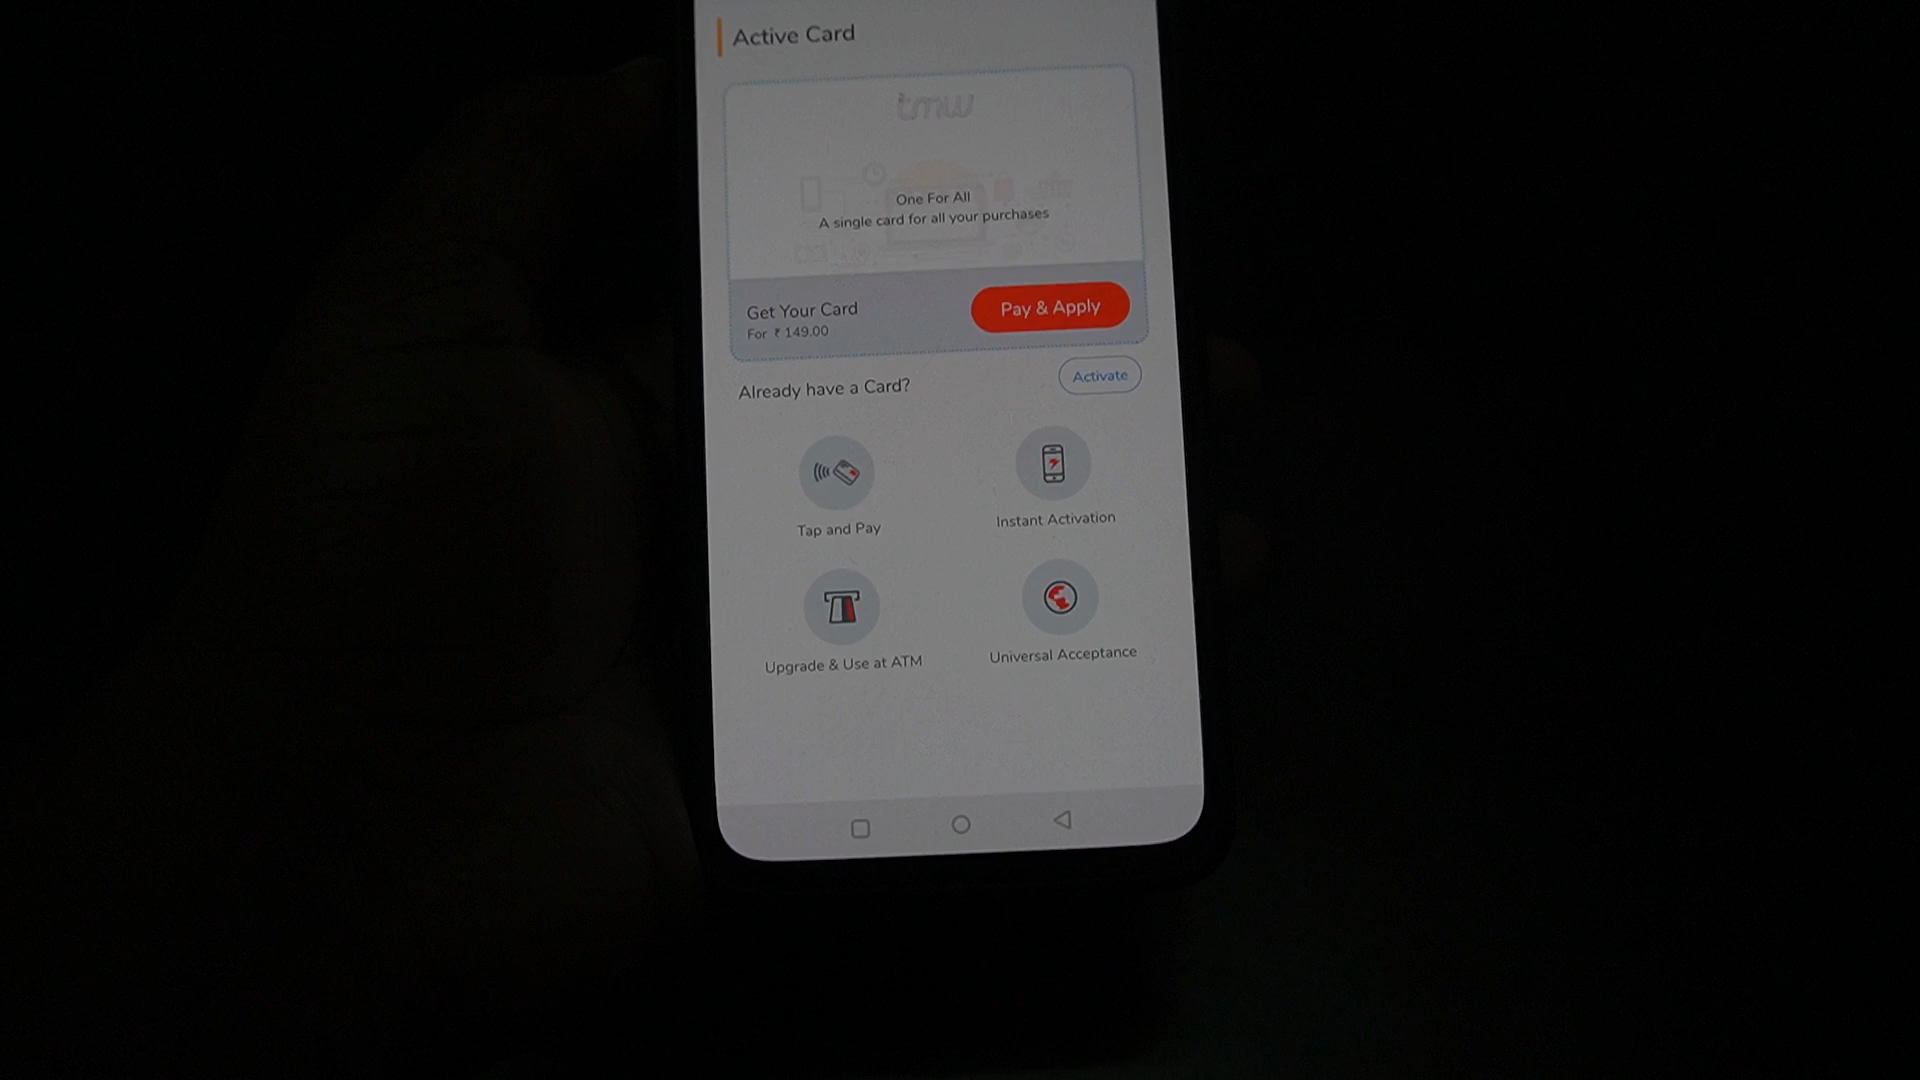 Active Card
tmw
One For All
A single card for all your purchases
Get Your Card
For ₹ 149.00
Pay & Apply
Already have a Card?
Activate
Tap and Pay
Instant Activation
Upgrade & Use at ATM
Universal Acceptance